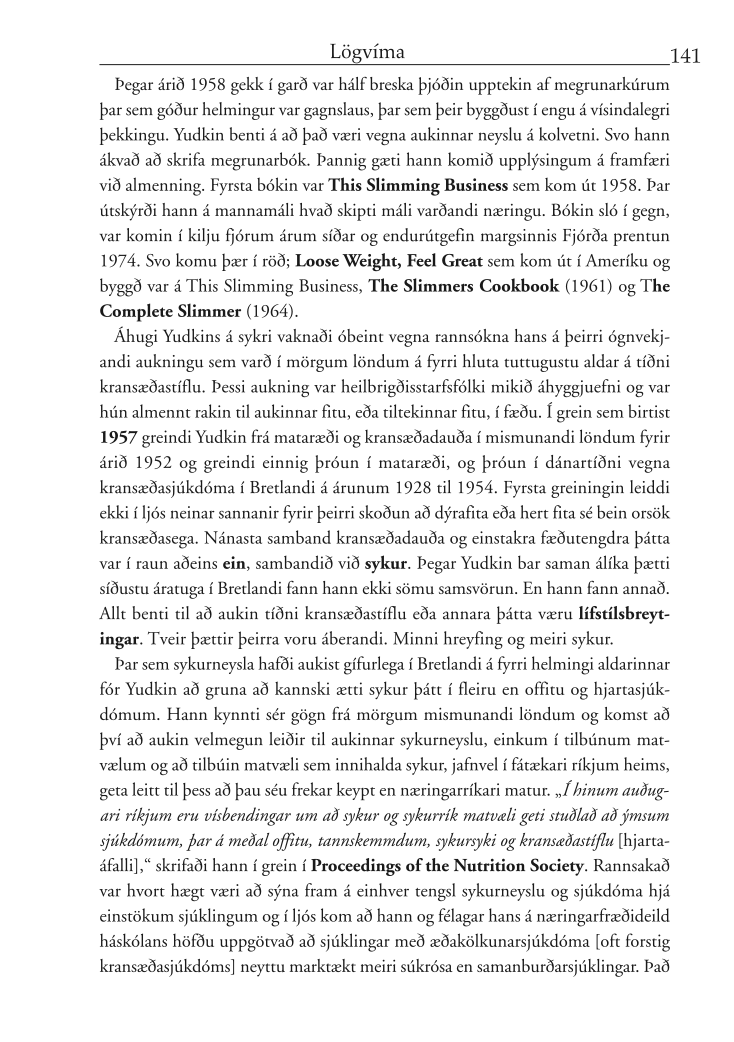 Lögvíma 141
Þegar árið 1958 gekk í garð var hálf breska þjóðin upptekin af megrunarkúrum
þar sem góður helmingur var gagnslaus, þar sem þeir byggðust í engu á vísindalegri
þekkingu. Yudkin benti á að það væri vegna aukinnar neyslu á kolvetni. Svo hann
ákvað að skrifa megrunarbók. Þannig gæti hann komið upplýsingum á framfæri
við almenning. Fyrsta bókin var This Slimming Business sem kom út 1958. Þar
útskýrði hann á mannamáli hvað skipti máli varðandi næringu. Bókin sló í gegn,
var komin í kilju fjórum árum síðar og endurútgefin margsinnis Fjórða prentun
1974. Svo komu þær í röð; Loose Weight, Feel Great sem kom út í Ameríku og
byggð var á This Slimming Business, The Slimmers Cookbook (1961) og The
Complete Slimmer (1964).
Áhugi Yudkins á sykri vaknaði óbeint vegna rannsókna hans á þeirri ógnvekj-
andi aukningu sem varð í mörgum löndum á fyrri hluta tuttugustu aldar á tíðni
kransæðastíflu. Þessi aukning var heilbrigðisstarfsfólki mikið áhyggjuefni og var
hún almennt rakin til aukinnar fitu, eða tiltekinnar fitu, í fæðu. Í grein sem birtist
1957 greindi Yudkin frá mataræði og kransæðadauða í mismunandi löndum fyrir
árið 1952 og greindi einnig þróun í mataræði, og þróun í dánartíðni vegna
kransæðasjúkdóma í Bretlandi á árunum 1928 til 1954. Fyrsta greiningin leiddi
ekki í ljós neinar sannanir fyrir þeirri skoðun að dýrafita eða hert fita sé bein orsök
kransæðasega. Nánasta samband kransæðadauða og einstakra fæðutengdra þátta
var í raun aðeins ein, sambandið við sykur. Þegar Yudkin bar saman álíka þætti
síðustu áratuga í Bretlandi fann hann ekki sömu samsvörun. En hann fann annað.
Allt benti til að aukin tíðni kransæðastíflu eða annara þátta væru lífstílsbreyt-
ingar. Tveir þættir þeirra voru áberandi. Minni hreyfing og meiri sykur.
Þar sem sykurneysla hafði aukist gífurlega í Bretlandi á fyrri helmingi aldarinnar
fór Yudkin að gruna að kannski ætti sykur þátt í fleiru en offitu og hjartasjúk-
dómum. Hann kynnti sér gögn frá mörgum mismunandi löndum og komst að
því að aukin velmegun leiðir til aukinnar sykurneyslu, einkum í tilbúnum mat-
vælum og að tilbúin matvæli sem innihalda sykur, jafnvel í fátækari ríkjum heims,
geta leitt til þess að þau séu frekar keypt en næringarríkari matur. „Í hinum auðug-
ari ríkjum eru vísbendingar um að sykur og sykurrík matvæli geti stuðlað að ýmsum
sjúkdómum, þar á meðal offitu, tannskemmdum, sykursyki og kransæðastíflu [hjarta-
áfalli],“ skrifaði hann í grein í Proceedings of the Nutrition Society. Rannsakað
var hvort hægt væri að sýna fram á einhver tengsl sykurneyslu og sjúkdóma hjá
einstökum sjúklingum og í ljós kom að hann og félagar hans á næringarfræðideild
háskólans höfðu uppgötvað að sjúklingar með æðakölkunarsjúkdóma [oft forstig
kransæðasjúkdóms] neyttu marktækt meiri súkrósa en samanburðarsjúklingar. Það